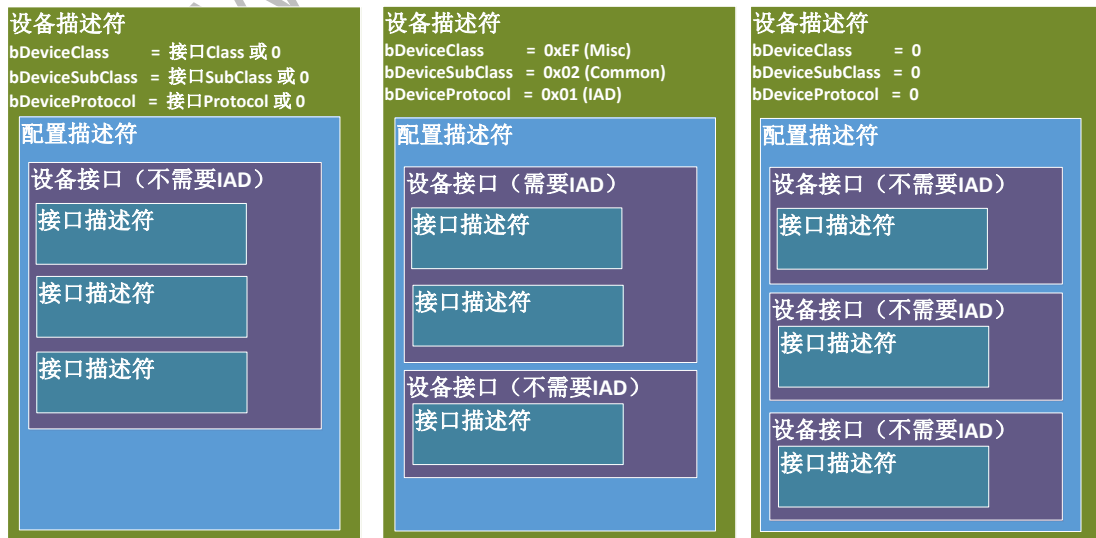 设备描述符
bDeviceClass = 接口Class 或 0
bDeviceSubClass = 接口SubClass 或 0
bDeviceProtocol = 接口Protocol 或 0
配置描述符
设备接口（不需要IAD）
接口描述符
接口描述符
接口描述符
设备描述符
bDeviceClass = 0xEF (Misc)
bDeviceSubClass = 0x02 (Common)
bDeviceProtocol = 0x01 (IAD)
配置描述符
设备接口（需要IAD）
接口描述符
接口描述符
设备接口（不需要IAD）
接口描述符
设备描述符
bDeviceClass = 0
bDeviceSubClass = 0
bDeviceProtocol = 0
配置描述符
设备接口（不需要IAD）
接口描述符
设备接口（不需要IAD）
接口描述符
设备接口（不需要IAD）
接口描述符